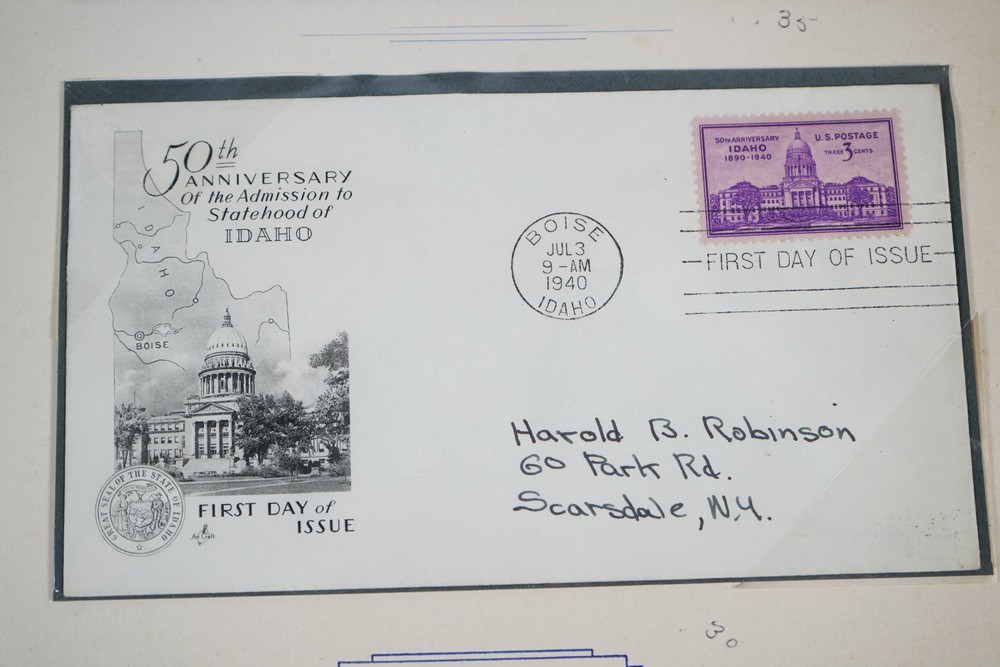 35
50th
ANNIVERSARY
Of the Admission to
Statehood of
IDAHO
IDAHO
BOISE
GREAT SEAL OF THE STATE OF IDAHO
FIRST DAY of
ISSUE
Art Craft
BOISE
JUL 3
9-AM
1940
IDAHO
50TH ANNIVERSARY
IDAHO
1890-1940
U.S. POSTAGE
THREE 3 CENTS
FIRST DAY OF ISSUE
Harold B. Robinson
60 Park Rd.
Scarsdale, N.Y.
30